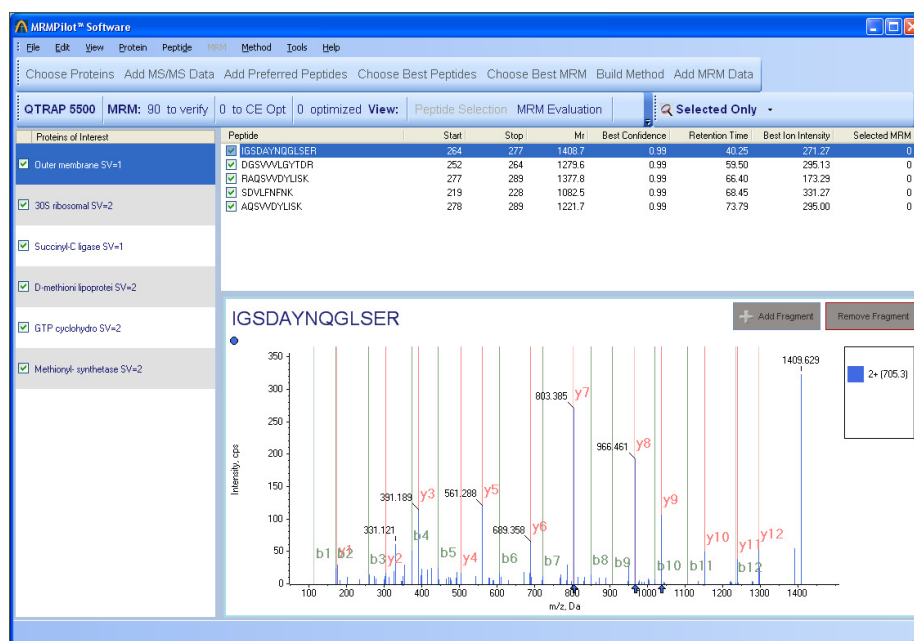 MRMPilot™ Software
File Edit View Protein Peptide MRM Method Tools Help
Choose Proteins Add MS/MS Data Add Preferred Peptides Choose Best Peptides Choose Best MRM Build Method Add MRM Data
QTRAP 5500 MRM: 90 to verify 0 to CE Opt 0 optimized View: Peptide Selection MRM Evaluation Selected Only
Proteins of Interest
Outer membrane SV=1
30S ribosomal SV=2
Succinyl-C ligase SV=1
D-methioni lipoprotei SV=2
GTP cyclohydro SV=2
Methionyl- synthetase SV=2
Peptide Start Stop Mr Best Confidence Retention Time Best Ion Intensity Selected MRM
IGSDAYNQGLSER 264 277 1408.7 0.99 40.25 271.27 0
DGSVVVLGYTDR 252 264 1279.6 0.99 59.50 295.13 0
RAQSVVDYLISK 277 289 1377.8 0.99 66.40 173.29 0
SDVLFNFNK 219 228 1082.5 0.99 68.45 331.27 0
AQSVVDYLISK 278 289 1221.7 0.99 73.79 295.00 0
IGSDAYNQGLSER
Add Fragment Remove Fragment
2+ (705.3)
Intensity, cps
350
300
250
200
150
100
50
0
1409.629
803.385 y7
966.461 y8
391.189 y3
561.288 y5
y9
331.121
689.358 y6
b4
y10
y12
b1 y1 b2 b3 y2 b5 y4 b6 b7 b8 b9 b10 b11 y11 b12
100 200 300 400 500 600 700 800 900 1000 1100 1200 1300 1400
m/z, Da